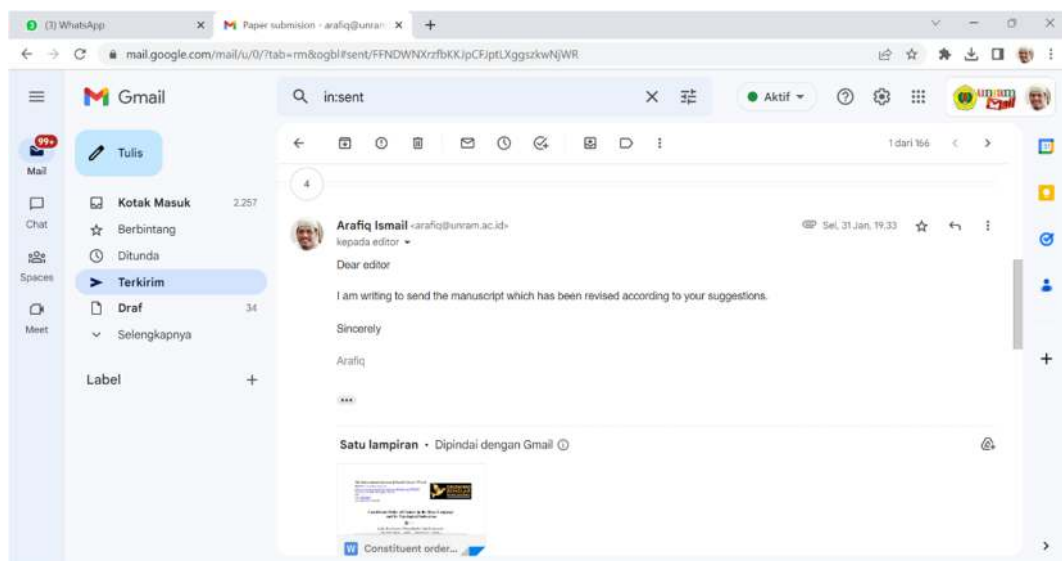 (3) WhatsApp
Paper submision - arafiq@unram
mail.google.com/mail/u/0/?tab=rm&ogbl#sent/FFNDWNXrzfbKKJpCFJptLXggszkwNjWR
Gmail
in:sent
Aktif
unram
Mail
99+
Mail
Tulis
1 dari 166
Chat
Kotak Masuk 2.257
4
Berbintang
Arafiq Ismail <arafiq@unram.ac.id>
Sel, 31 Jan, 19.33
kepada editor
Spaces
Ditunda
Dear editor
Terkirim
I am writing to send the manuscript which has been revised according to your suggestions.
Meet
Draf 34
Selengkapnya
Sincerely
Arafiq
Label
Satu lampiran • Dipindai dengan Gmail
W Constituent order...